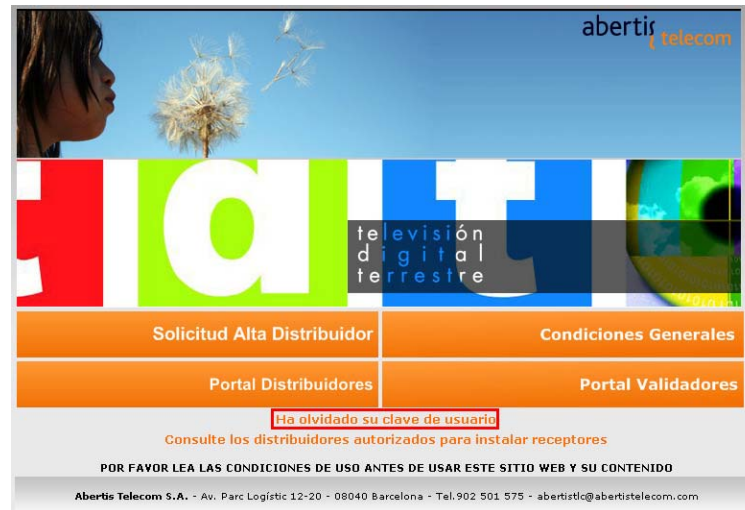 abertis telecom
tdt
televisión
digital
terrestre
Solicitud Alta Distribuidor
Condiciones Generales
Portal Distribuidores
Portal Validadores
Ha olvidado su clave de usuario
Consulte los distribuidores autorizados para instalar receptores
POR FAVOR LEA LAS CONDICIONES DE USO ANTES DE USAR ESTE SITIO WEB Y SU CONTENIDO
Abertis Telecom S.A. - Av. Parc Logístic 12-20 - 08040 Barcelona - Tel.902 501 575 - abertistlc@abertistelecom.com